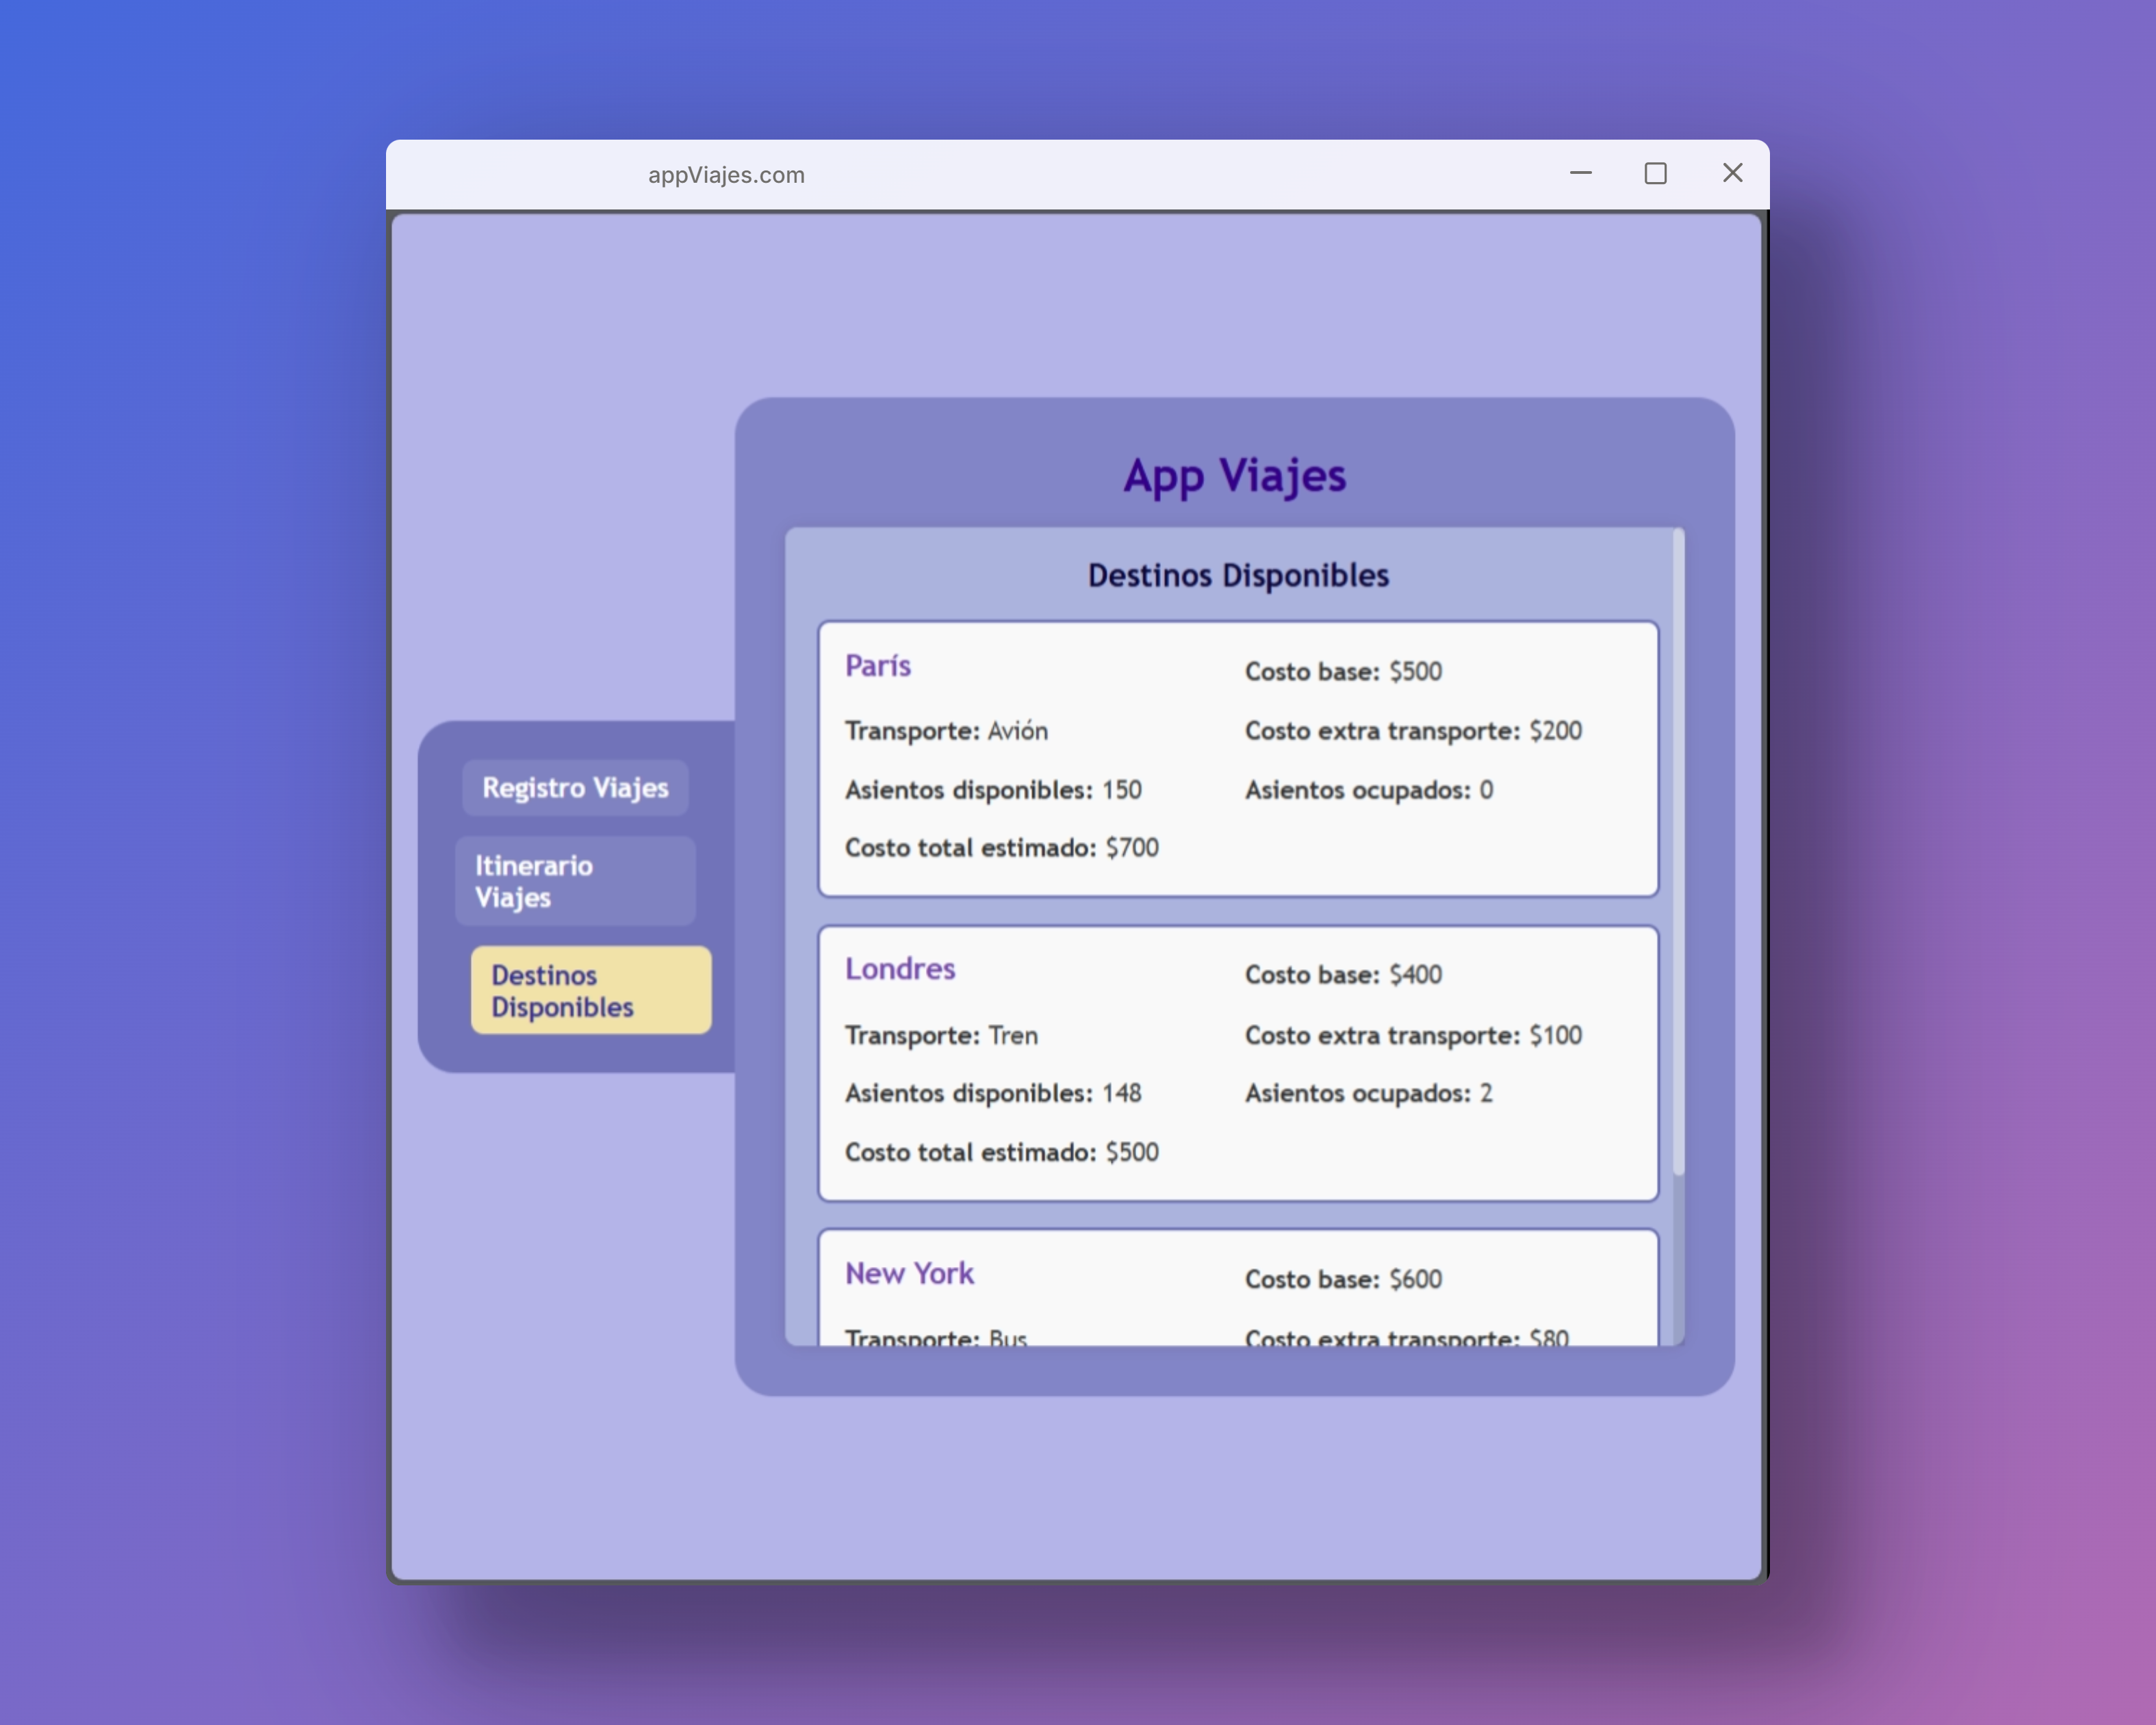 appViajes.com
App Viajes
Destinos Disponibles
París
Costo base: $500
Transporte: Avión
Costo extra transporte: $200
Asientos disponibles: 150
Asientos ocupados: 0
Costo total estimado: $700
Registro Viajes
Itinerario
Viajes
Destinos
Disponibles
Londres
Costo base: $400
Transporte: Tren
Costo extra transporte: $100
Asientos disponibles: 148
Asientos ocupados: 2
Costo total estimado: $500
New York
Costo base: $600
Transporte: Bus
Costo extra transporte: $80